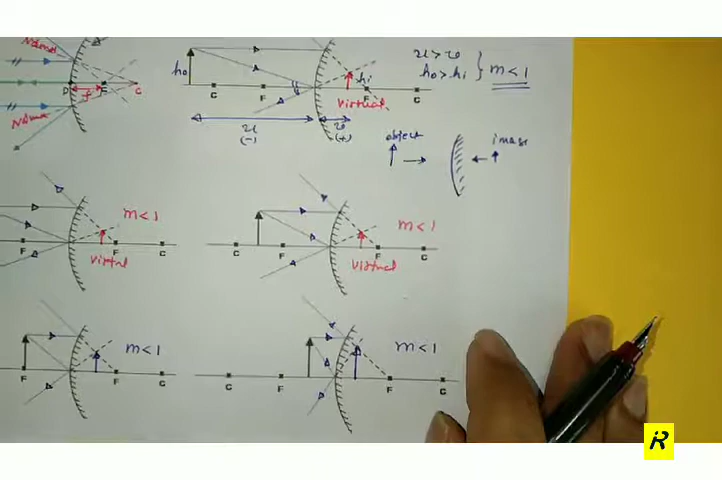 Normal
P F C
f
Normal
h₀ hi
C F F C
virtual
u v
(-) (+)
u > v
h₀ > hi } m < 1
object image
m < 1
F F C
virtual
m < 1
C F F C
virtual
m < 1
F F C
m < 1
C F F C
R